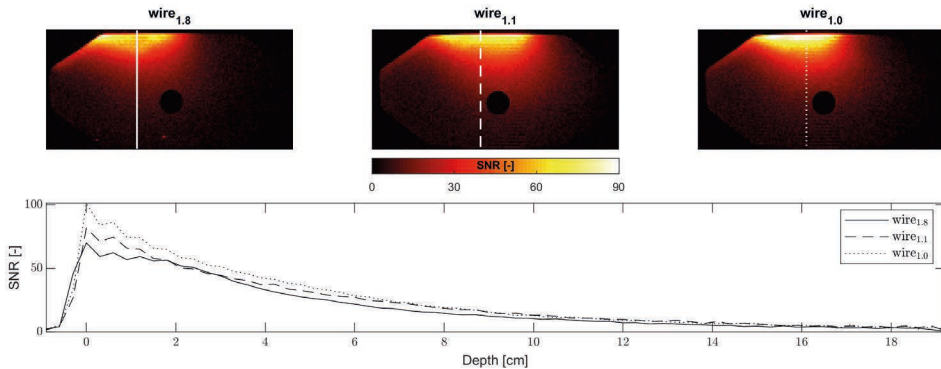 wire1.8
wire1.1
wire1.0
SNR [-]
0 30 60 90
100
50
0
SNR [-]
wire1.8
wire1.1
wire1.0
0 2 4 6 8 10 12 14 16 18
Depth [cm]